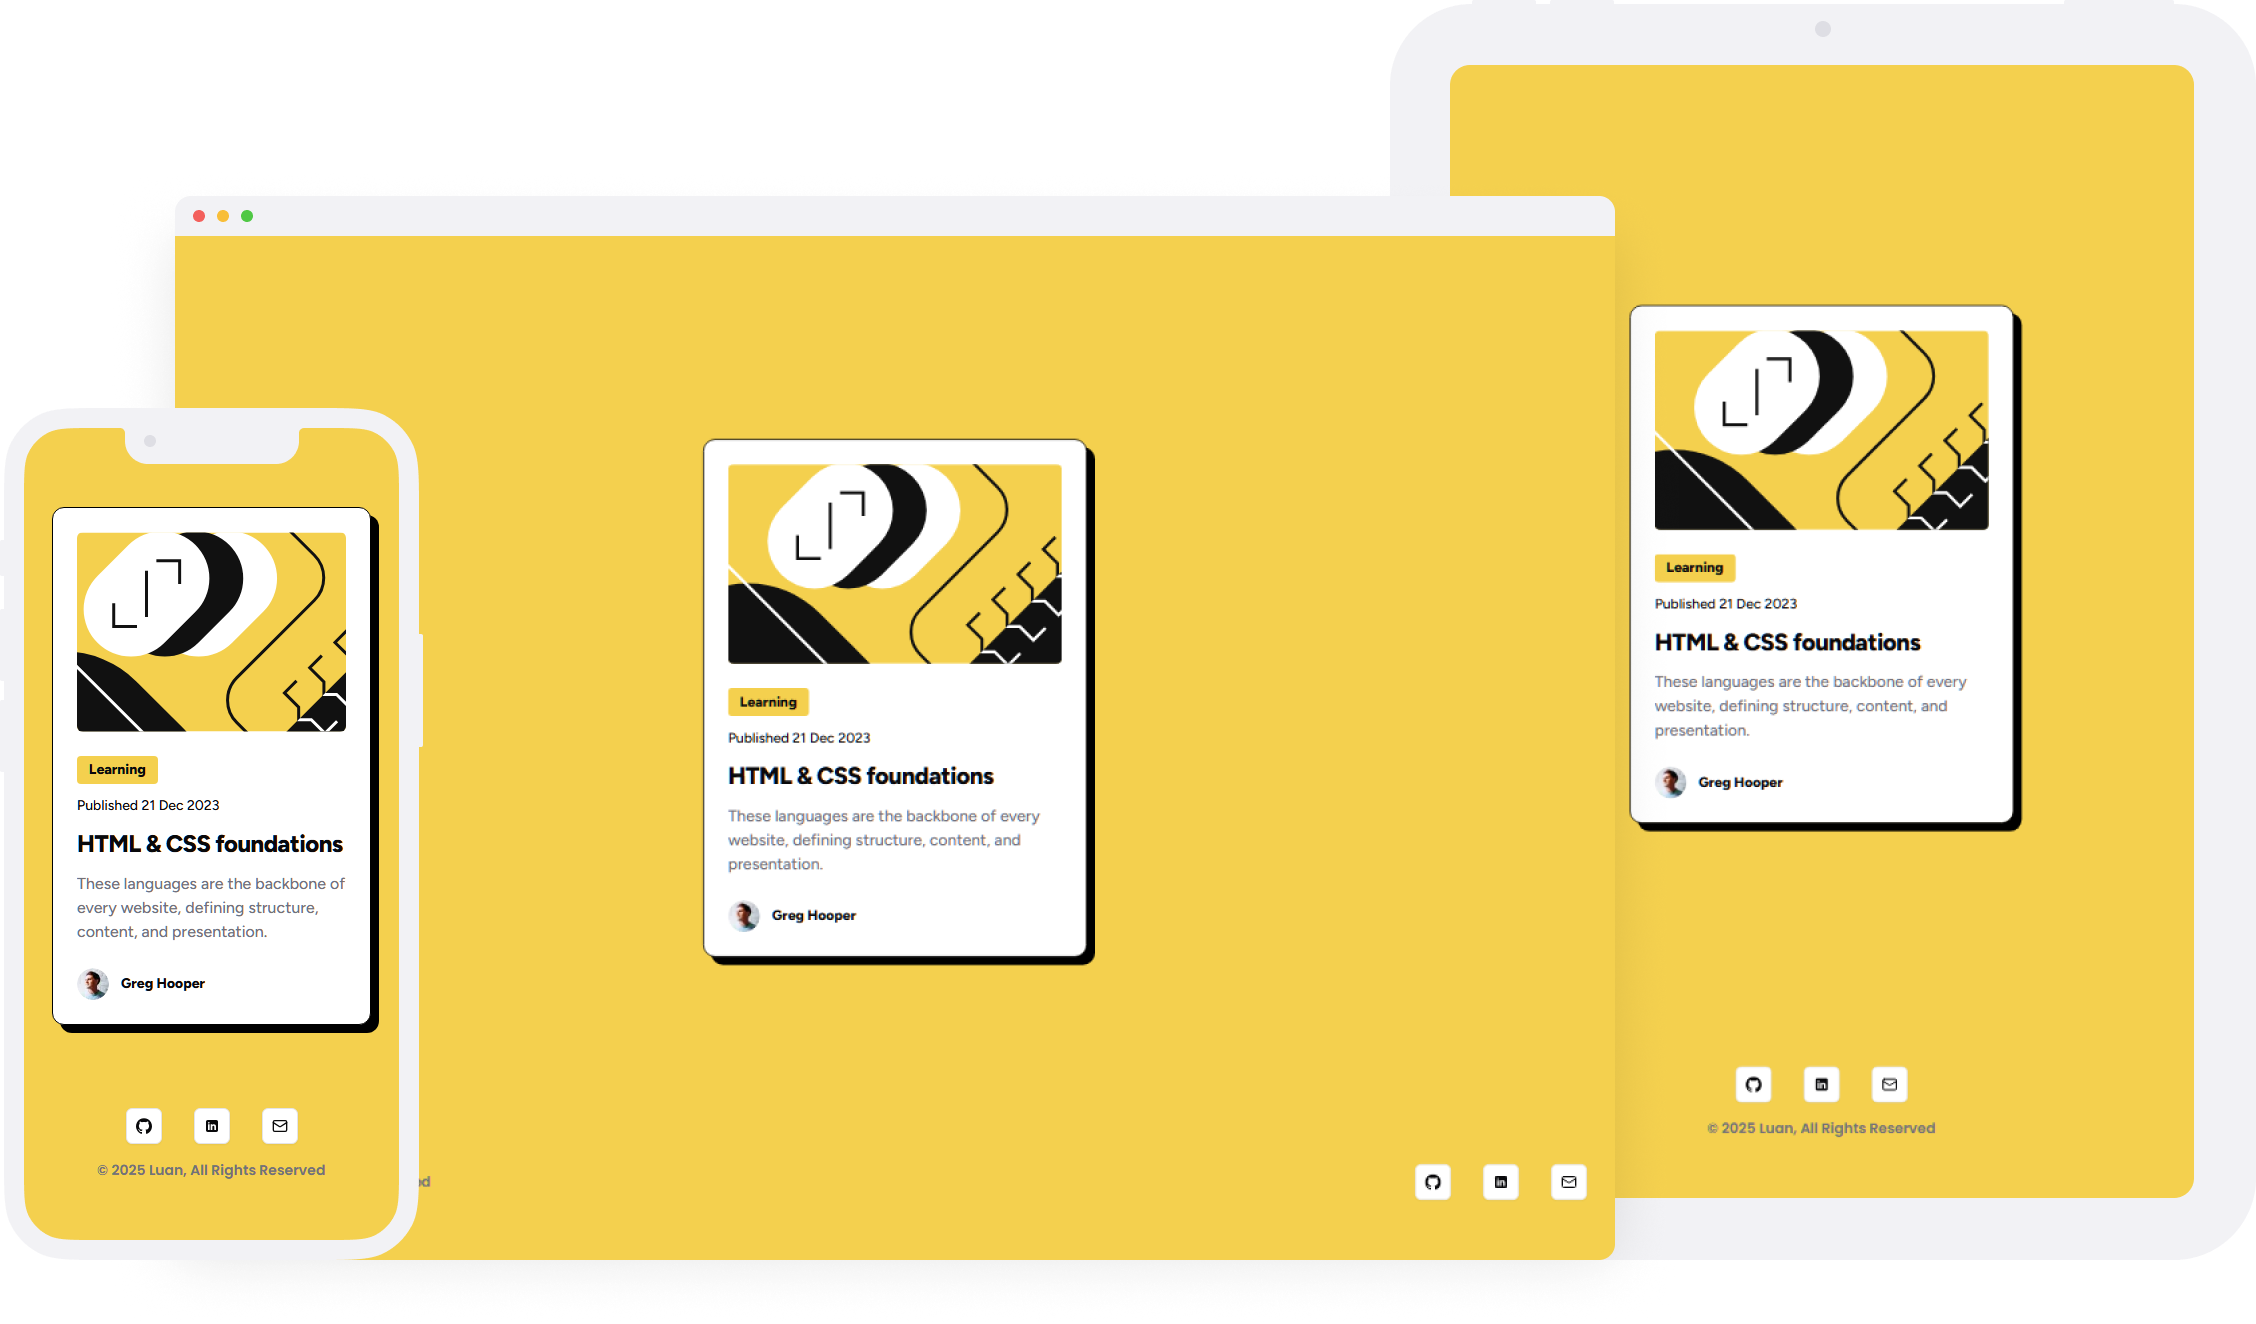 Learning
Published 21 Dec 2023
HTML & CSS foundations
These languages are the backbone of
every website, defining structure,
content, and presentation.
Greg Hooper
© 2025 Luan, All Rights Reserved
Learning
Published 21 Dec 2023
HTML & CSS foundations
These languages are the backbone of every
website, defining structure, content, and
presentation.
Greg Hooper
Learning
Published 21 Dec 2023
HTML & CSS foundations
These languages are the backbone of every
website, defining structure, content, and
presentation.
Greg Hooper
© 2025 Luan, All Rights Reserved